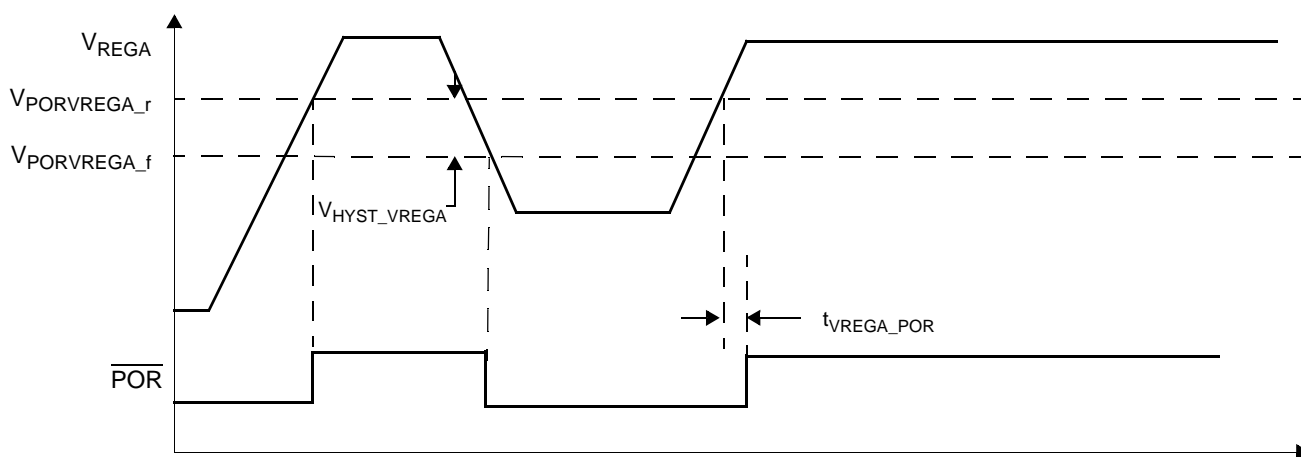 VREGA
VPORVREGA_r
VPORVREGA_f
VHYST_VREGA
tVREGA_POR
POR